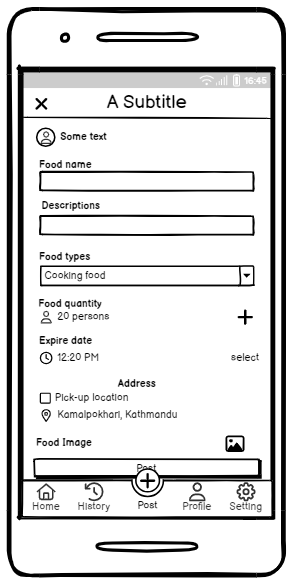 16:45
A Subtitle
Some text
Food name
Descriptions
Food types
Cooking food
Food quantity
20 persons
Expire date
12:20 PM select
Address
Pick-up location
Kamalpokhari, Kathmandu
Food Image
Post
Home History Post Profile Setting